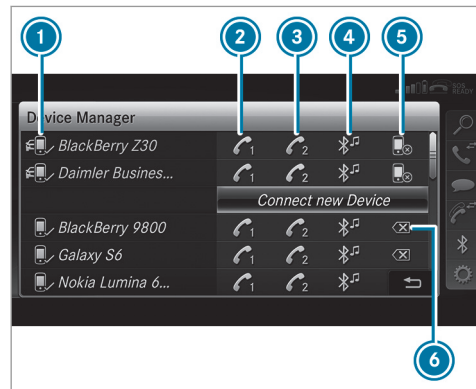 1 2 3 4 5
SOS
READY
Device Manager
BlackBerry Z30 1 2
Daimler Busines... 1 2
Connect new Device
BlackBerry 9800 1 2
Galaxy S6 1 2
Nokia Lumina 6... 1 2
6